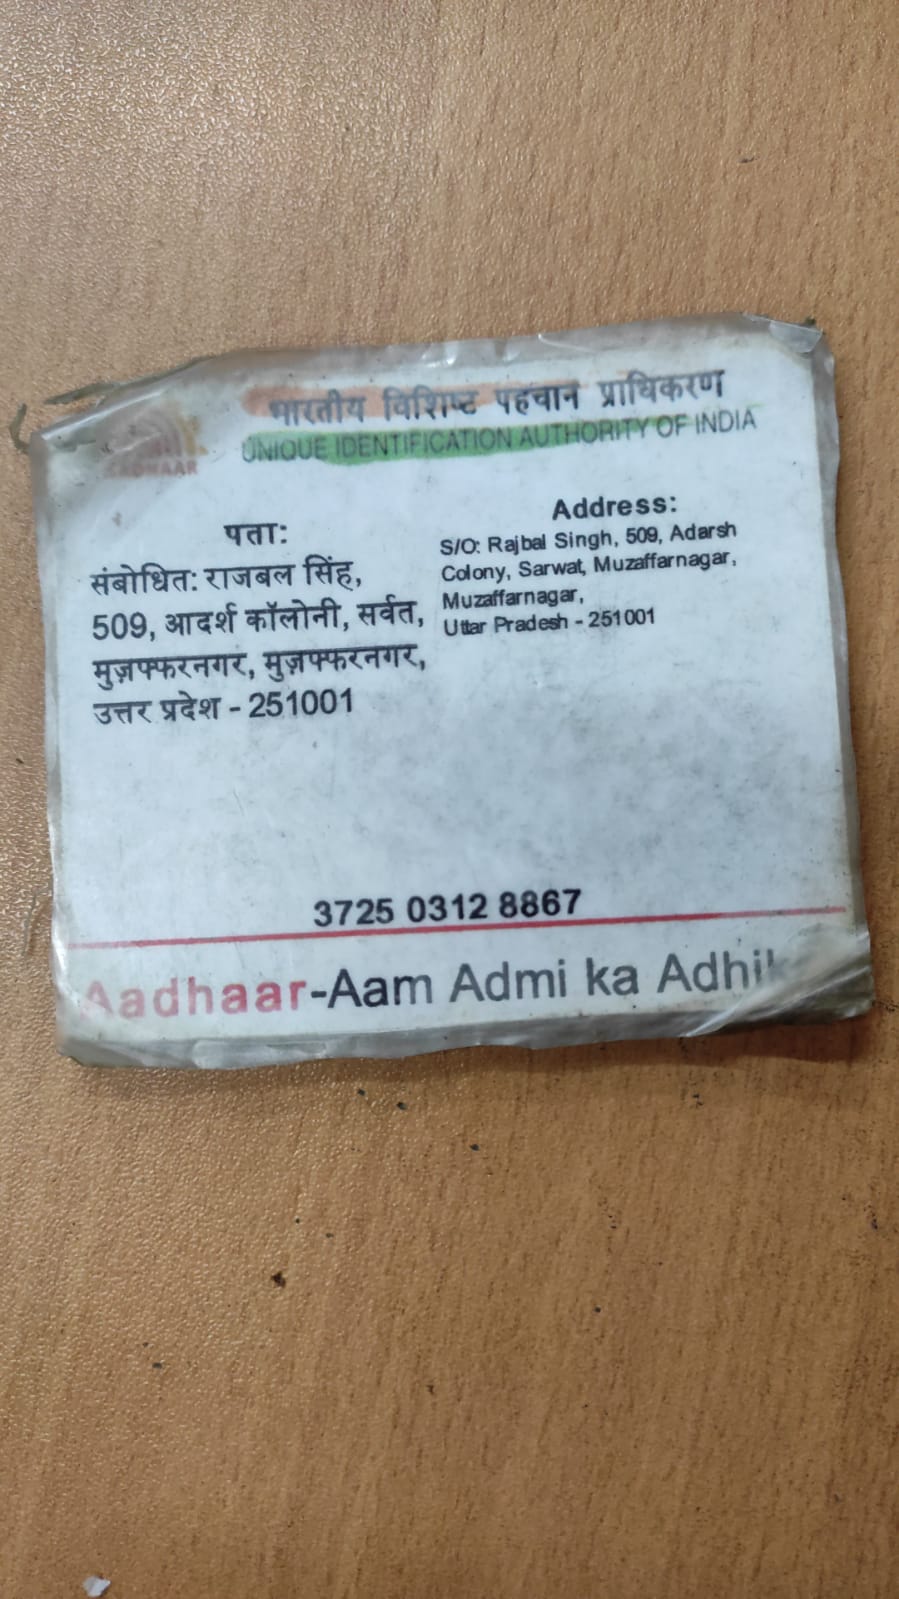 भारतीय विशिष्ट पहचान प्राधिकरण
UNIQUE IDENTIFICATION AUTHORITY OF INDIA
AADHAAR
पता:
संबोधित: राजबल सिंह,
509, आदर्श कॉलोनी, सर्वत,
मुज़फ्फरनगर, मुज़फ्फरनगर,
उत्तर प्रदेश - 251001
Address:
S/O: Rajbal Singh, 509, Adarsh
Colony, Sarwat, Muzaffarnagar,
Muzaffarnagar,
Uttar Pradesh - 251001
3725 0312 8867
Aadhaar-Aam Admi ka